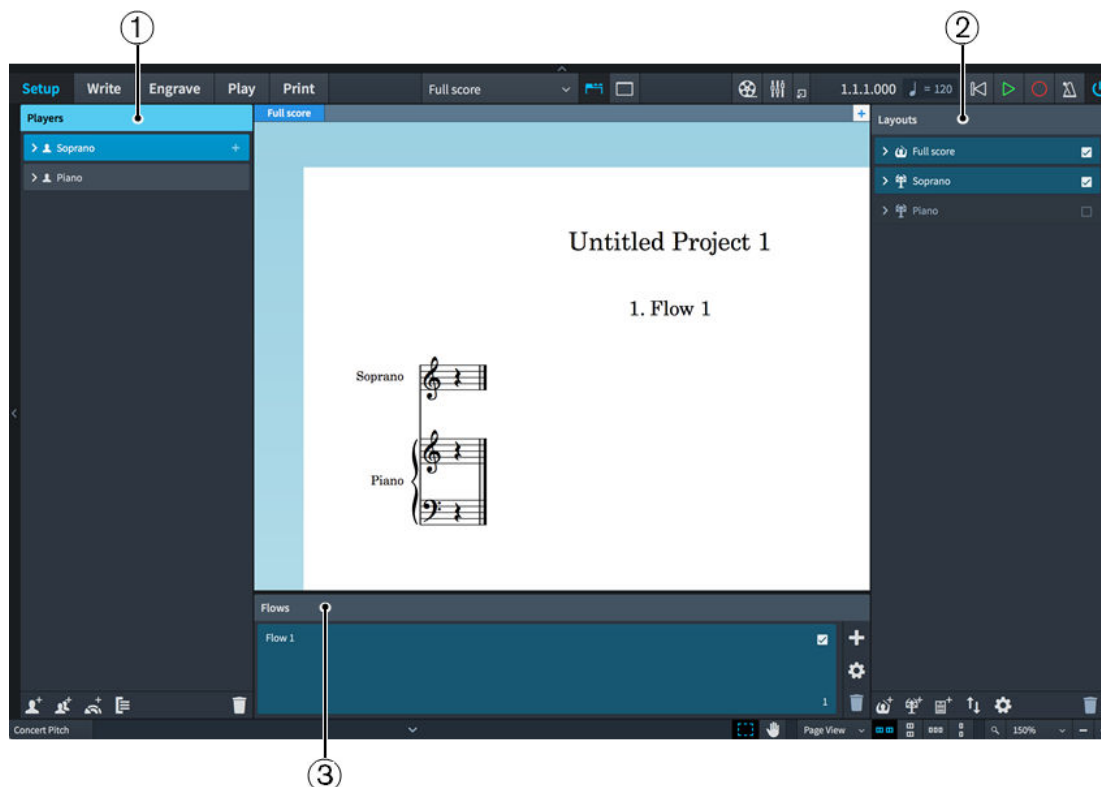 1
2
Setup Write Engrave Play Print Full score 1.1.1.000 = 120
Players
Full score
Layouts
Soprano
Piano
Full score
Soprano
Piano
Untitled Project 1
1. Flow 1
Soprano
Piano
Flows
Flow 1
1
Concert Pitch Page View 150%
3